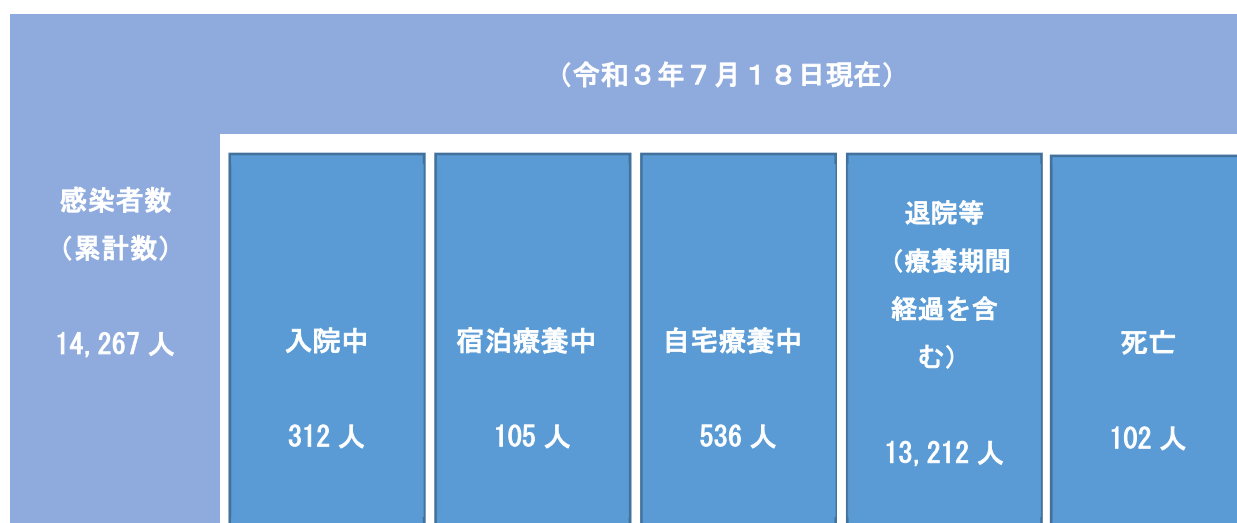 （令和３年７月１８日現在）
感染者数
（累計数）
14,267 人
入院中
312 人
宿泊療養中
105 人
自宅療養中
536 人
退院等
（療養期間
経過を含
む）
13,212 人
死亡
102 人